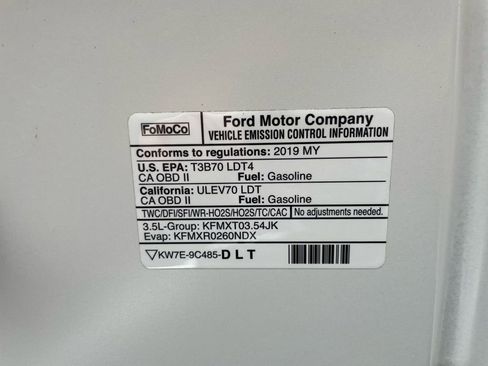 FoMoCo
Ford Motor Company
VEHICLE EMISSION CONTROL INFORMATION
Conforms to regulations: 2019 MY
U.S. EPA: T3B70 LDT4
CA OBD II Fuel: Gasoline
California: ULEV70 LDT
CA OBD II Fuel: Gasoline
TWC/DFI/SFI/WR-HO2S/HO2S/TC/CAC No adjustments needed.
3.5L-Group: KFMXT03.54JK
Evap: KFMXR0260NDX
▽KW7E-9C485-DLT